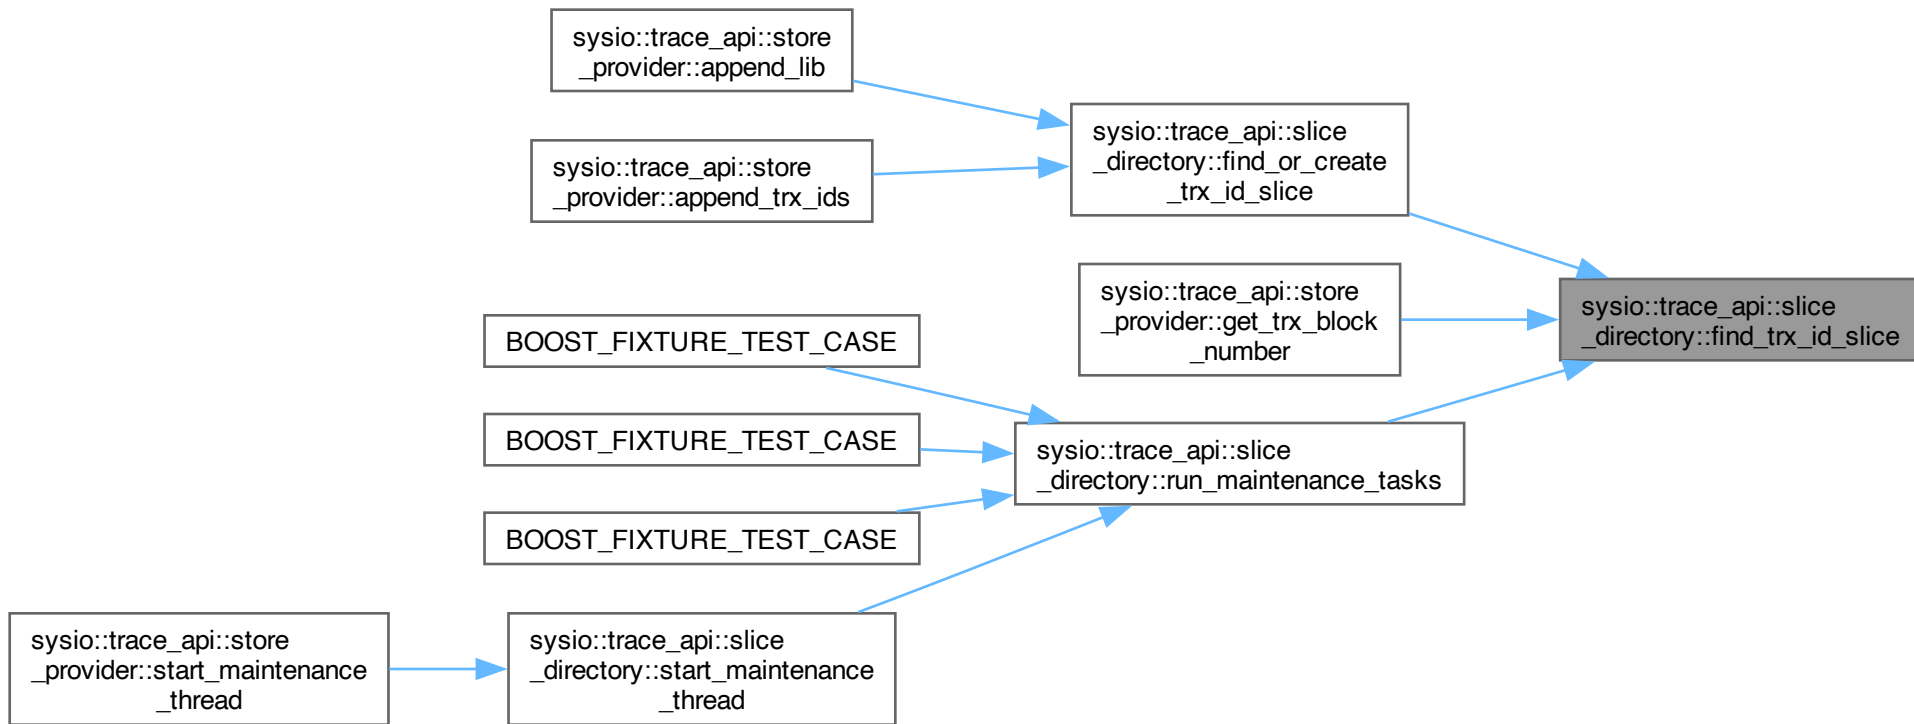 sysio::trace_api::store
_provider::append_lib
sysio::trace_api::store
_provider::append_trx_ids
sysio::trace_api::slice
_directory::find_or_create
_trx_id_slice
sysio::trace_api::store
_provider::get_trx_block
_number
sysio::trace_api::slice
_directory::find_trx_id_slice
BOOST_FIXTURE_TEST_CASE
BOOST_FIXTURE_TEST_CASE
BOOST_FIXTURE_TEST_CASE
sysio::trace_api::slice
_directory::run_maintenance_tasks
sysio::trace_api::store
_provider::start_maintenance
_thread
sysio::trace_api::slice
_directory::start_maintenance
_thread